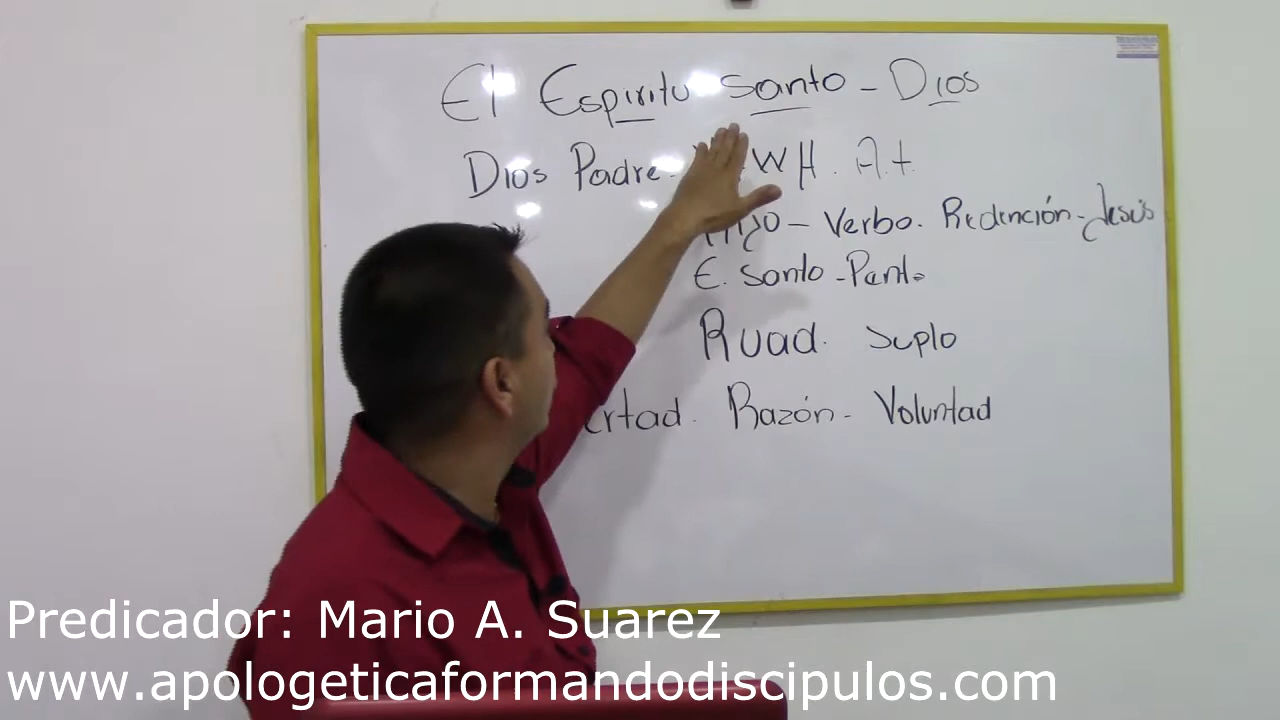 El Espiritu Santo - Dios
Dios Padre - WH. A.t.
Hijo - Verbo. Redención - Jesús
E. Santo - Pent.
Ruad. Suplo
ertad. Razón - Voluntad
Predicador: Mario A. Suarez
www.apologeticaformandodiscipulos.com